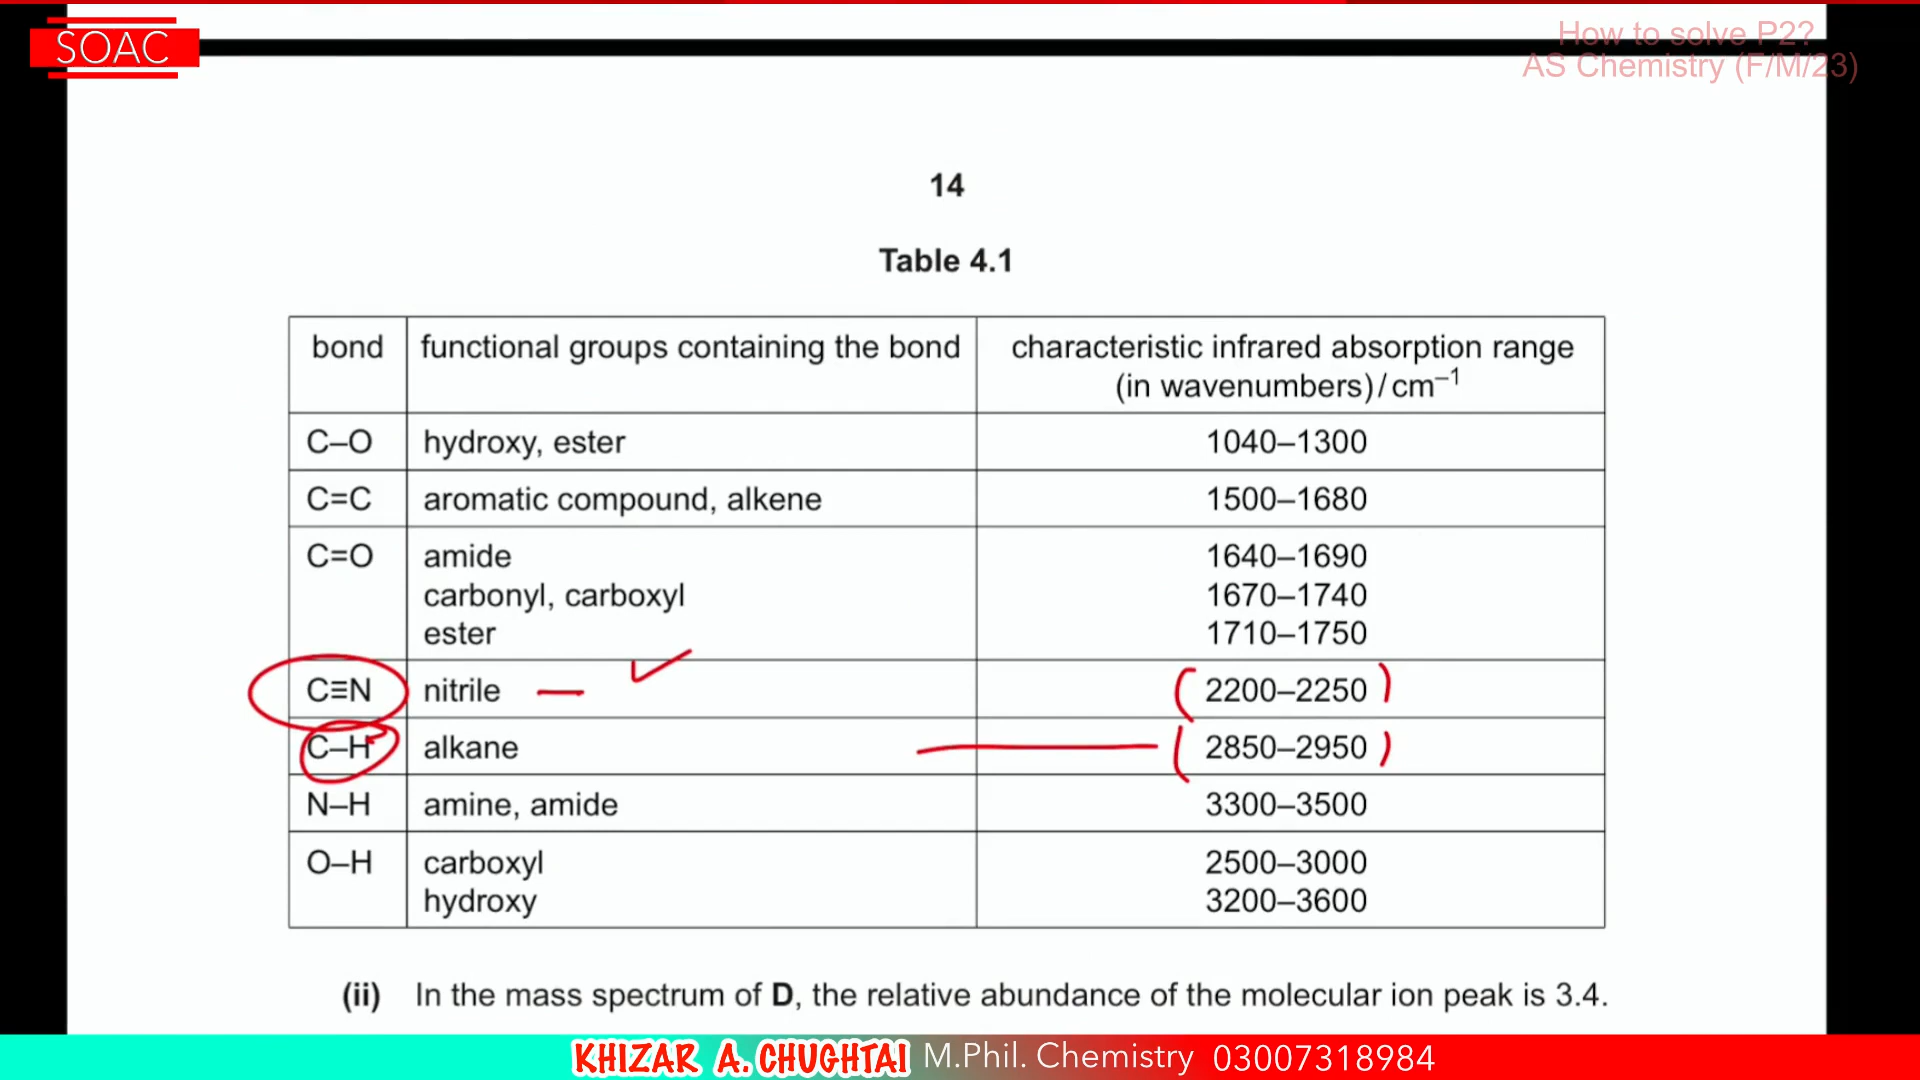 SOAC
How to solve P2?
AS Chemistry (F/M/23)
14
Table 4.1
bond functional groups containing the bond characteristic infrared absorption range
(in wavenumbers)/cm⁻¹
C–O hydroxy, ester 1040–1300
C=C aromatic compound, alkene 1500–1680
C=O amide 1640–1690
carbonyl, carboxyl 1670–1740
ester 1710–1750
C≡N nitrile 2200–2250
C–H alkane 2850–2950
N–H amine, amide 3300–3500
O–H carboxyl 2500–3000
hydroxy 3200–3600
(ii) In the mass spectrum of D, the relative abundance of the molecular ion peak is 3.4.
KHIZAR A. CHUGHTAI M.Phil. Chemistry 03007318984